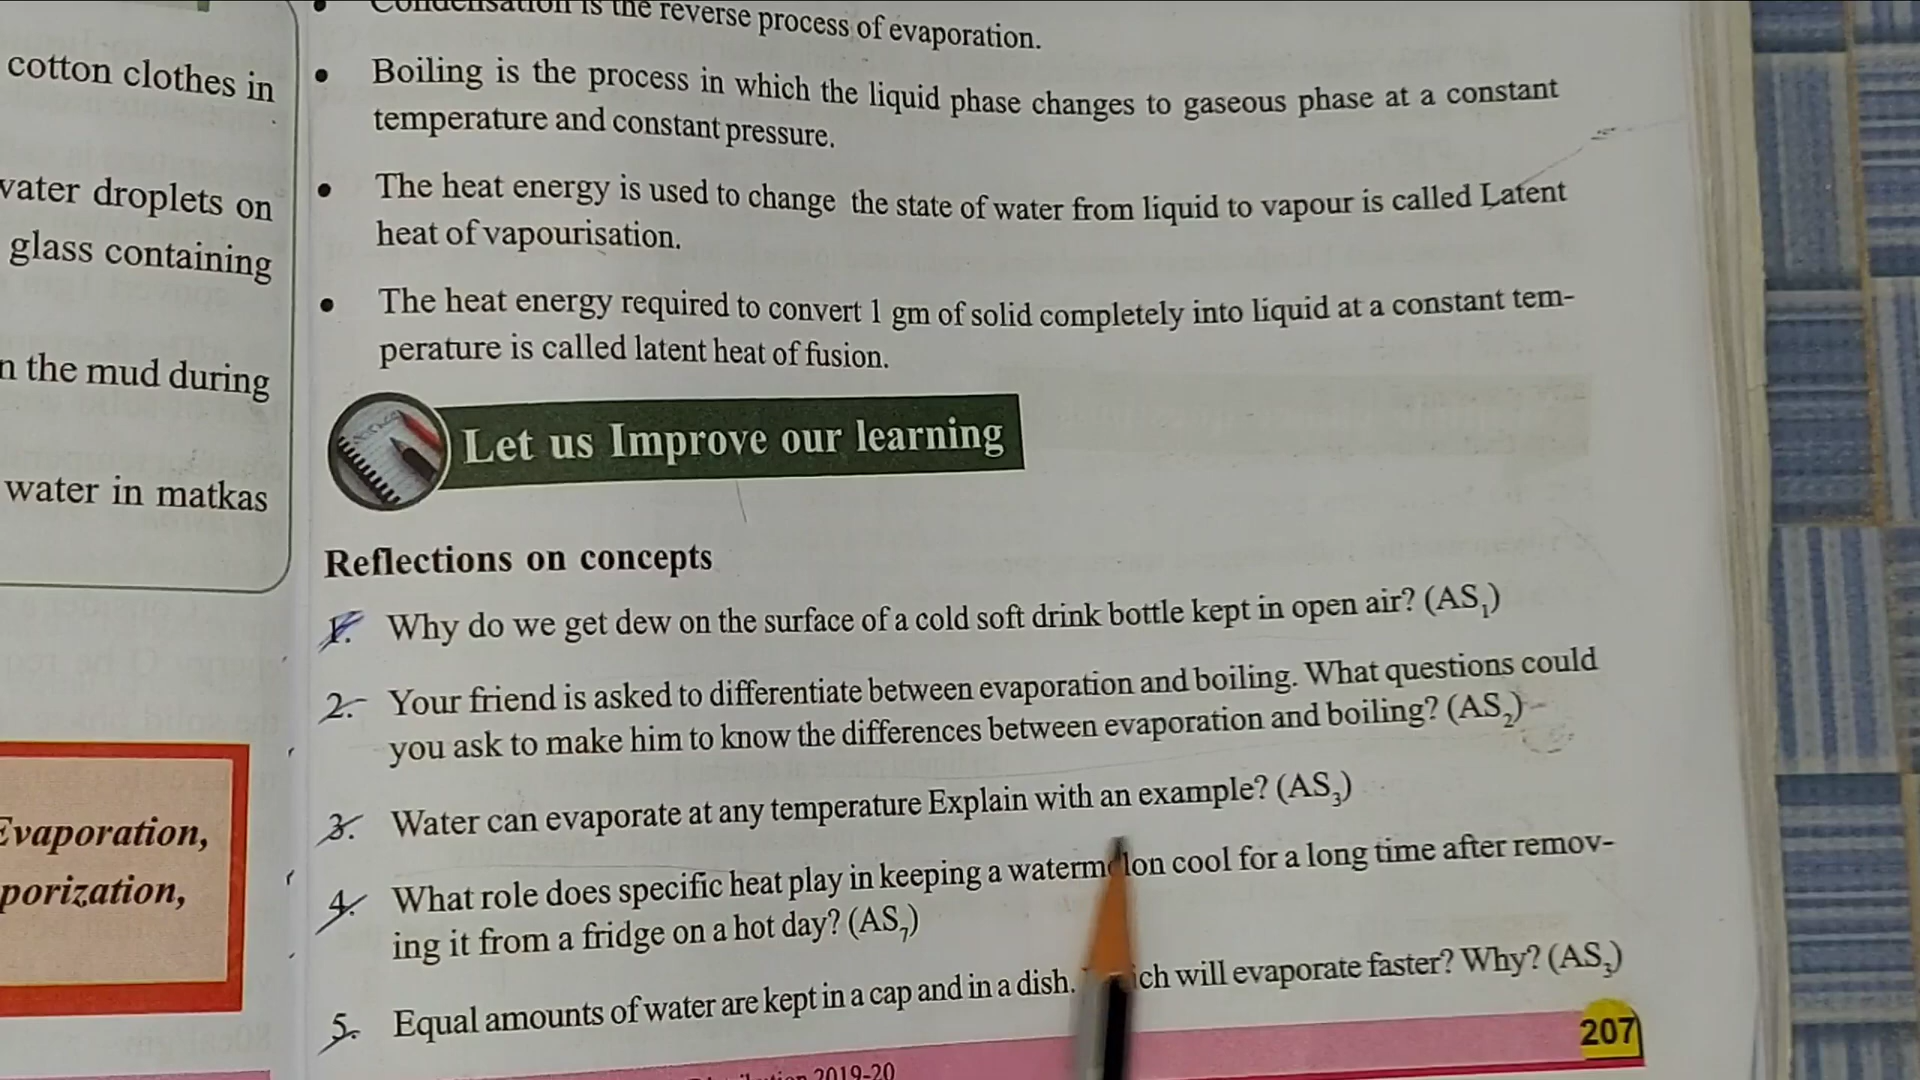 Condensation is the reverse process of evaporation.
cotton clothes in
• Boiling is the process in which the liquid phase changes to gaseous phase at a constant
temperature and constant pressure.
water droplets on
glass containing
• The heat energy is used to change the state of water from liquid to vapour is called Latent
heat of vapourisation.
• The heat energy required to convert 1 gm of solid completely into liquid at a constant tem-
perature is called latent heat of fusion.
n the mud during
water in matkas
Let us Improve our learning
Reflections on concepts
1. Why do we get dew on the surface of a cold soft drink bottle kept in open air? (AS₁)
2. Your friend is asked to differentiate between evaporation and boiling. What questions could
you ask to make him to know the differences between evaporation and boiling? (AS₂)
3. Water can evaporate at any temperature Explain with an example? (AS₃)
4. What role does specific heat play in keeping a watermelon cool for a long time after remov-
ing it from a fridge on a hot day? (AS₇)
5. Equal amounts of water are kept in a cap and in a dish. ich will evaporate faster? Why? (AS₃)
Evaporation,
porization,
207
2019-20